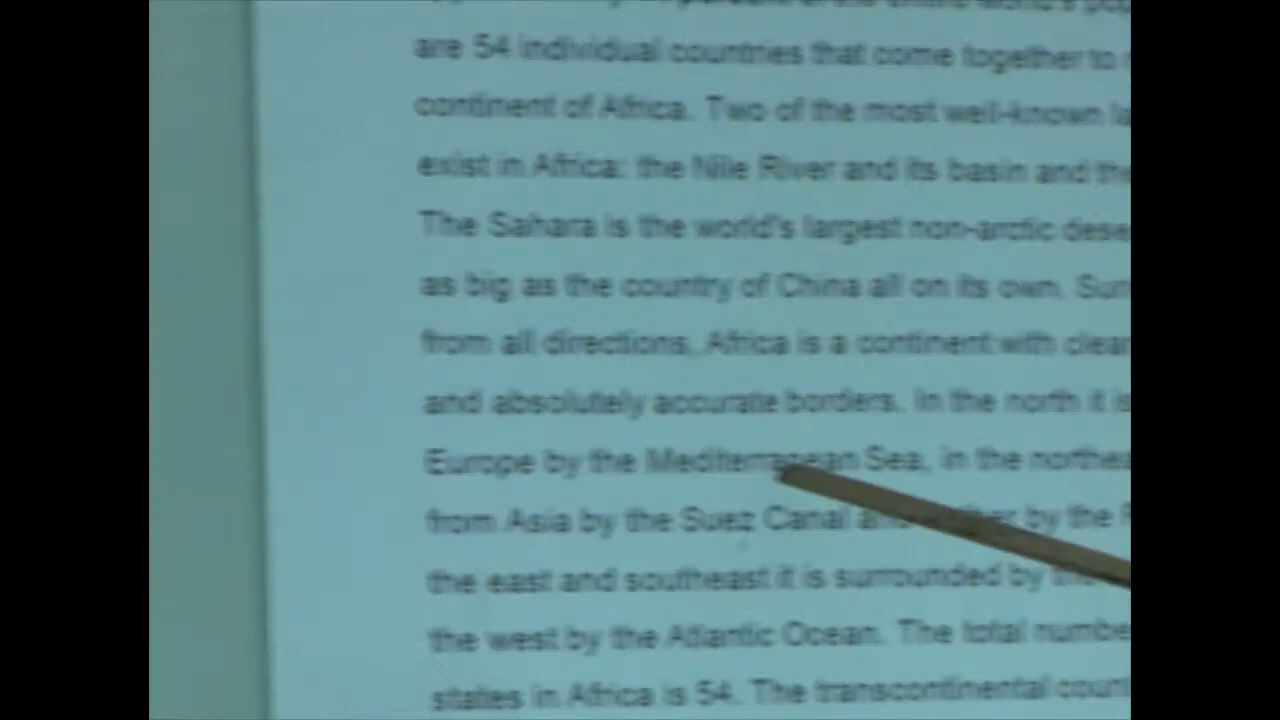 are 54 individual countries that come together to
continent of Africa. Two of the most well-known
exist in Africa: the Nile River and its basin and
The Sahara is the world's largest non-arctic
as big as the country of China all on its own.
from all directions, Africa is a continent with
and absolutely accurate borders. In the north it is
Europe by the Mediterranean Sea, in the
from Asia by the Suez Canal and by the
the east and southeast it is surrounded by the
the west by the Atlantic Ocean. The total
states in Africa is 54. The transcontinental